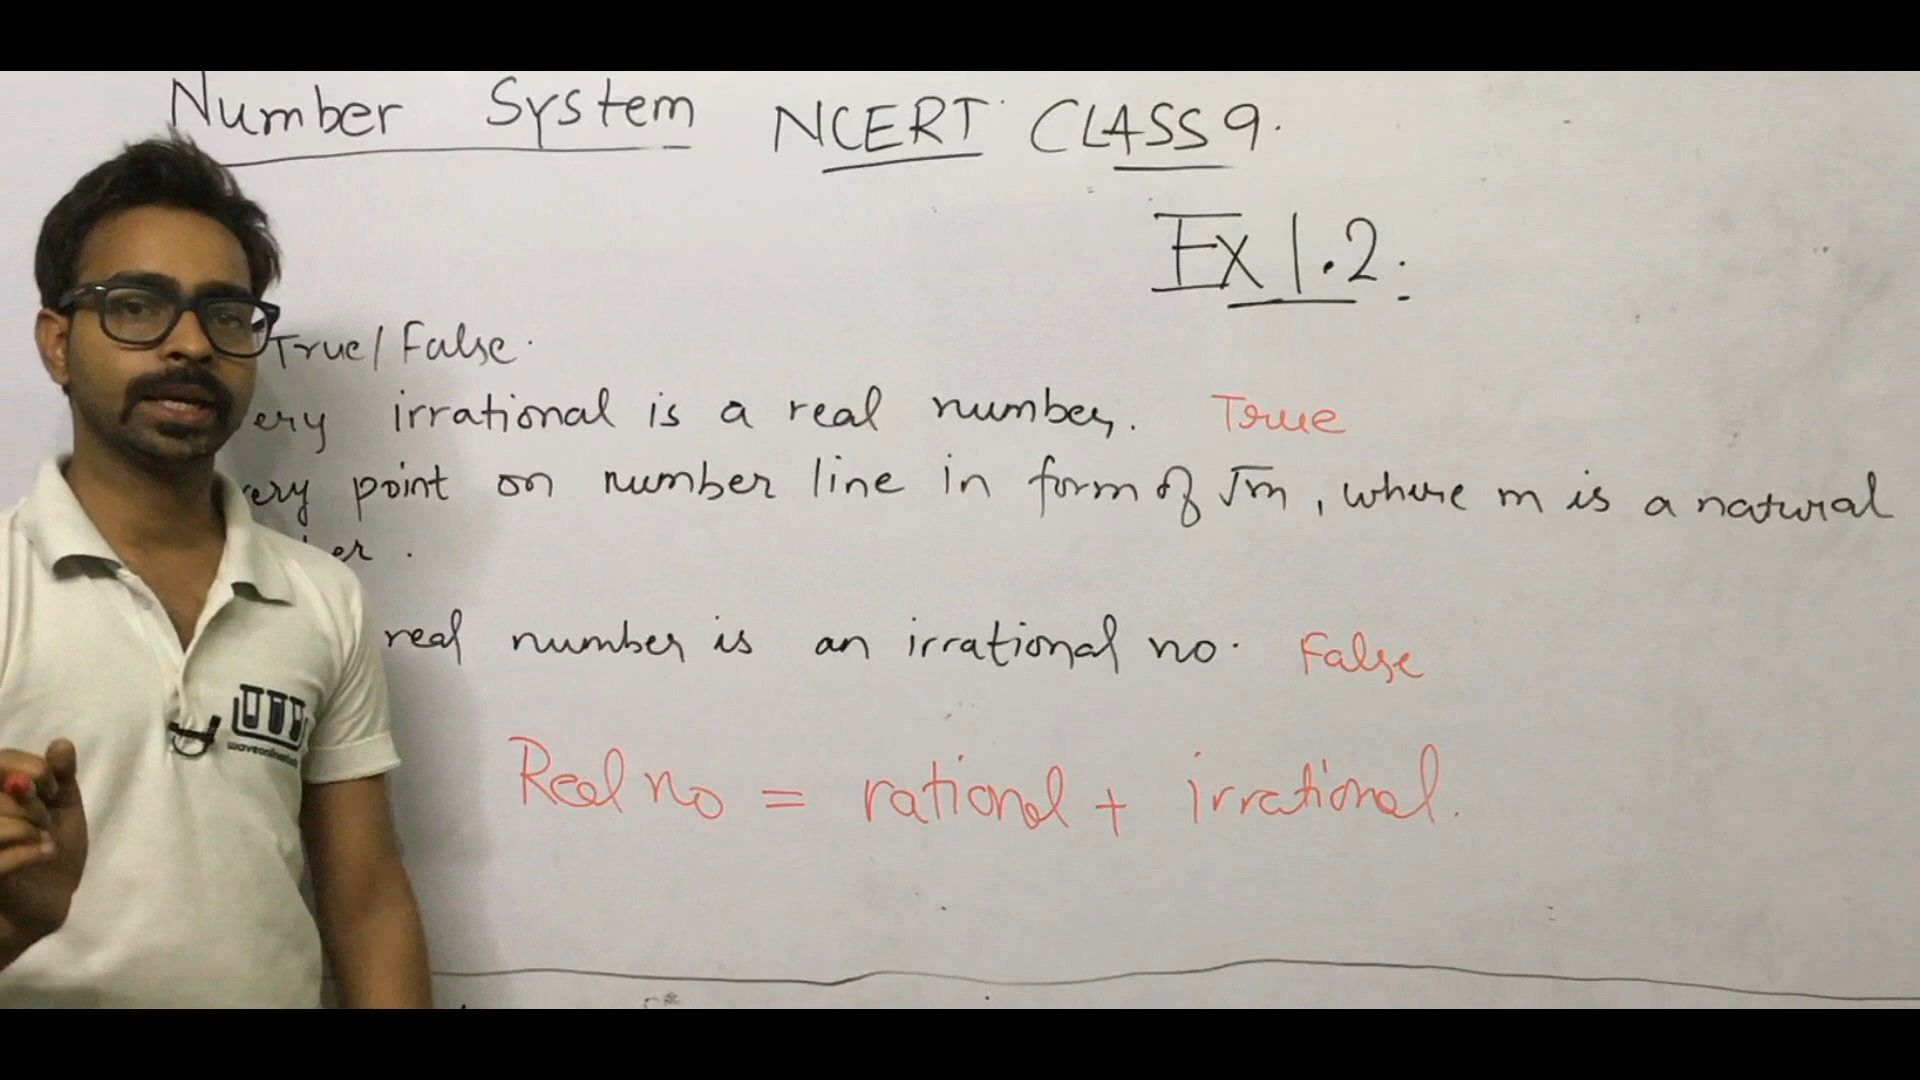 Number System NCERT CLASS 9.
Ex 1.2:
True/False.
ery irrational is a real number. True
ery point on number line in form of √m, where m is a natural
er.
real number is an irrational no. False
Real no = rational + irrational.